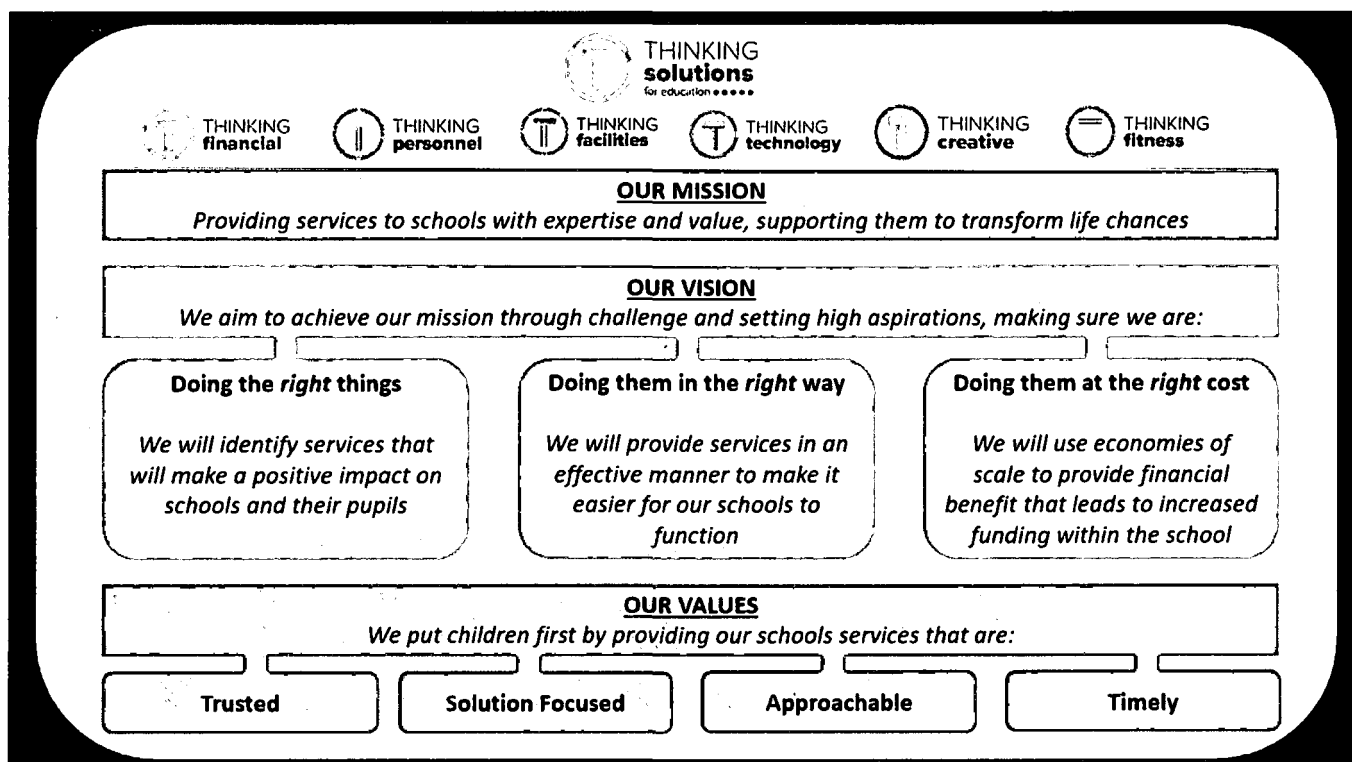 THINKING
solutions
for education
THINKING
financial
THINKING
personnel
THINKING
facilities
THINKING
technology
THINKING
creative
THINKING
fitness
OUR MISSION
Providing services to schools with expertise and value, supporting them to transform life chances
OUR VISION
We aim to achieve our mission through challenge and setting high aspirations, making sure we are:
Doing the right things
We will identify services that
will make a positive impact on
schools and their pupils
Doing them in the right way
We will provide services in an
effective manner to make it
easier for our schools to
function
Doing them at the right cost
We will use economies of
scale to provide financial
benefit that leads to increased
funding within the school
OUR VALUES
We put children first by providing our schools services that are:
Trusted
Solution Focused
Approachable
Timely